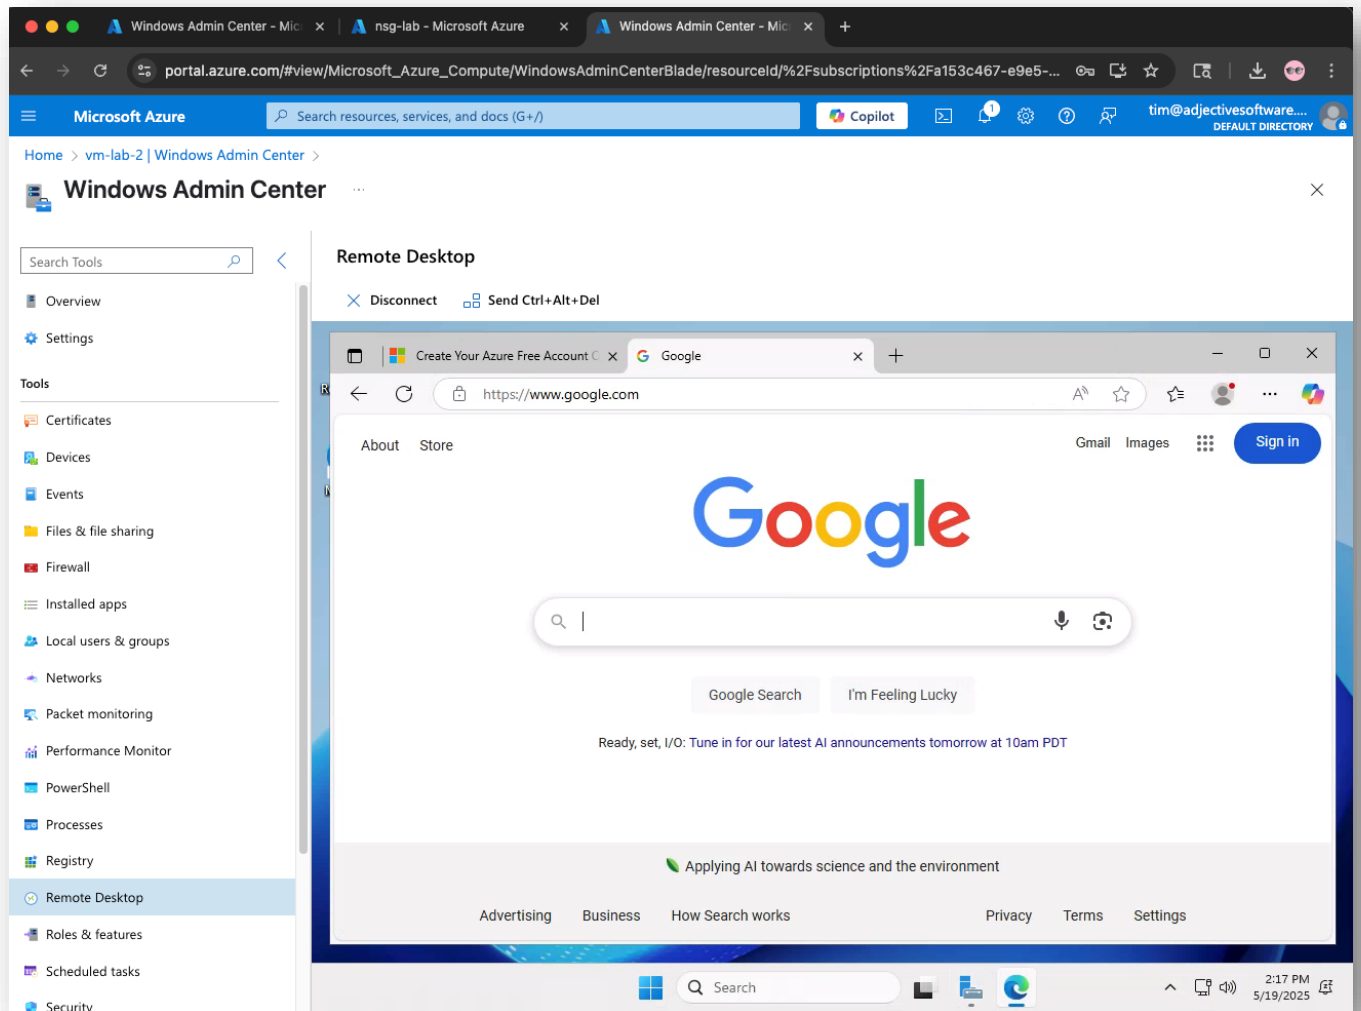 Windows Admin Center - Mic
nsg-lab - Microsoft Azure
Windows Admin Center - Mic
portal.azure.com/#view/Microsoft_Azure_Compute/WindowsAdminCenterBlade/resourceId/%2Fsubscriptions%2Fa153c467-e9e5-...
Microsoft Azure
Search resources, services, and docs (G+/)
Copilot
1
tim@adjectivesoftware....
DEFAULT DIRECTORY
Home > vm-lab-2 | Windows Admin Center >
Windows Admin Center ...
Search Tools
Overview
Settings
Tools
Certificates
Devices
Events
Files & file sharing
Firewall
Installed apps
Local users & groups
Networks
Packet monitoring
Performance Monitor
PowerShell
Processes
Registry
Remote Desktop
Roles & features
Scheduled tasks
Security
Remote Desktop
Disconnect
Send Ctrl+Alt+Del
Create Your Azure Free Account
Google
https://www.google.com
About
Store
Gmail
Images
Sign in
Google
Google Search
I'm Feeling Lucky
Ready, set, I/O: Tune in for our latest AI announcements tomorrow at 10am PDT
Applying AI towards science and the environment
Advertising
Business
How Search works
Privacy
Terms
Settings
Search
2:17 PM
5/19/2025